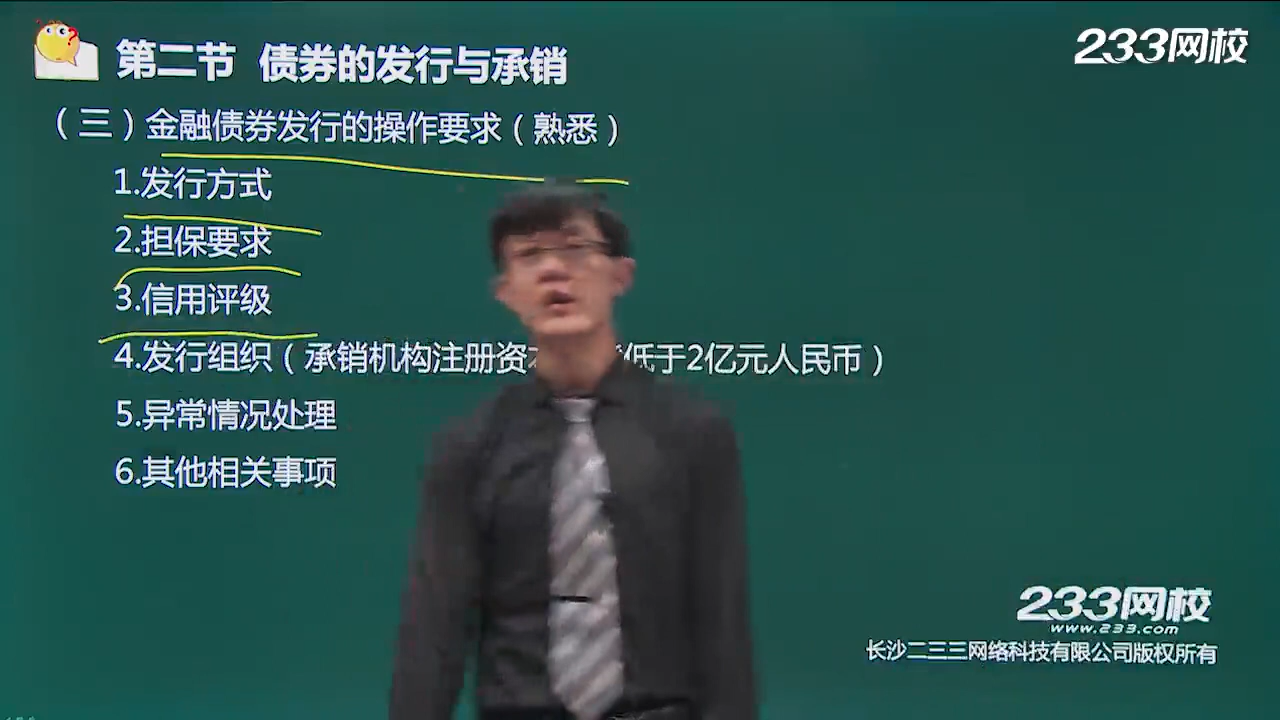 233网校
第二节 债券的发行与承销
（三）金融债券发行的操作要求（熟悉）
1.发行方式
2.担保要求
3.信用评级
4.发行组织（承销机构注册资 低于2亿元人民币）
5.异常情况处理
6.其他相关事项
233网校
www.233.com
长沙二三三网络科技有限公司版权所有